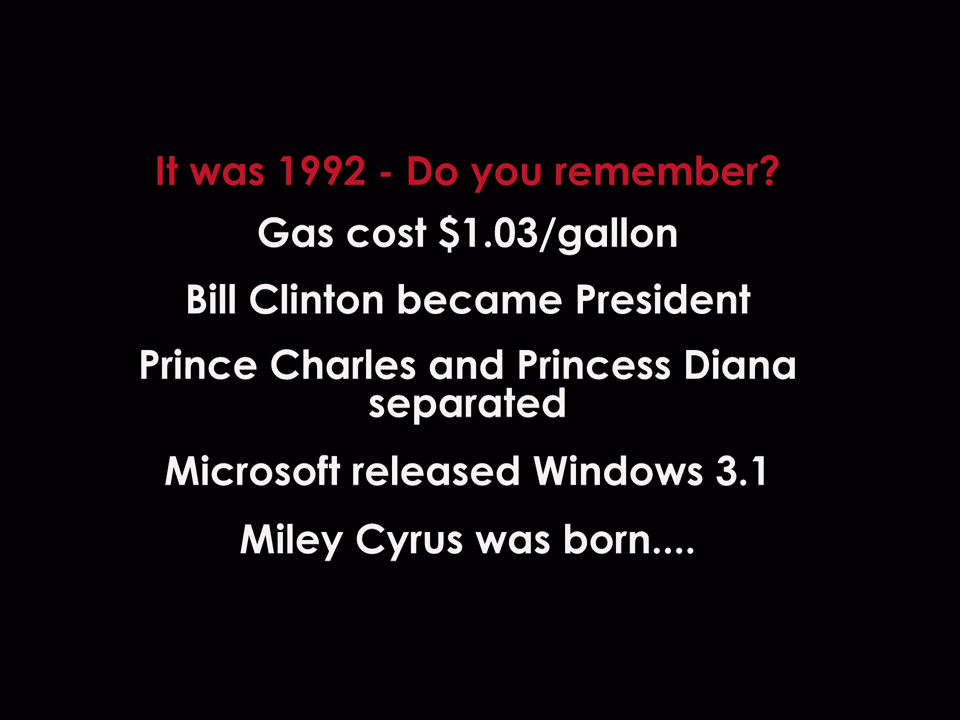 It was 1992 - Do you remember?
Gas cost $1.03/gallon
Bill Clinton became President
Prince Charles and Princess Diana
separated
Microsoft released Windows 3.1
Miley Cyrus was born....